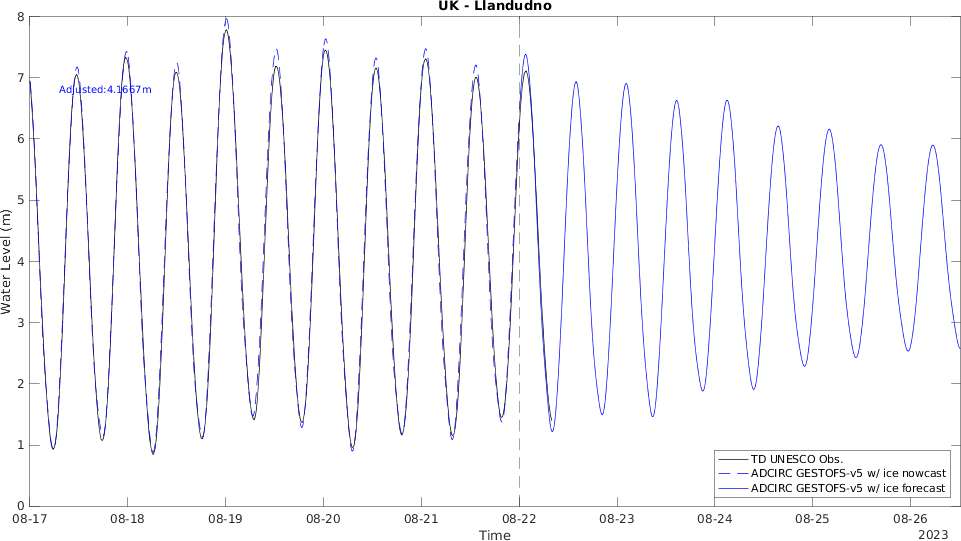 UK - Llandudno
8
7
6
5
4
3
2
1
0
Water Level (m)
Adjusted:4.1667m
TD UNESCO Obs.
ADCIRC GESTOFS-v5 w/ ice nowcast
ADCIRC GESTOFS-v5 w/ ice forecast
08-17 08-18 08-19 08-20 08-21 08-22 08-23 08-24 08-25 08-26
Time
2023